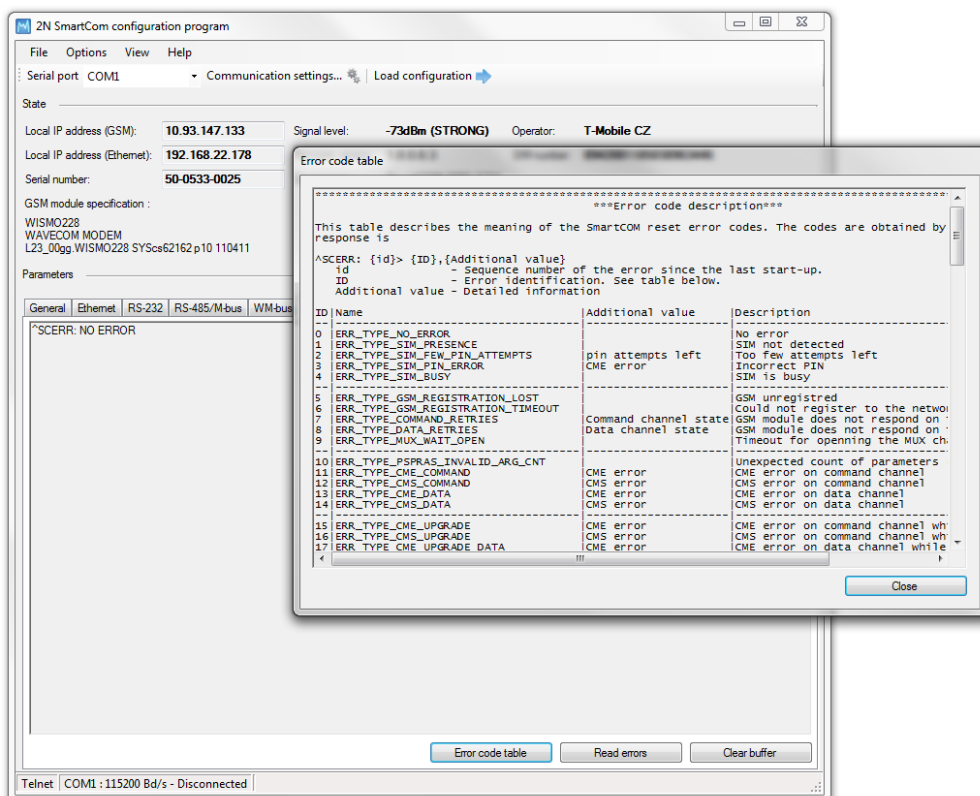 2N SmartCom configuration program
File Options View Help
Serial port COM1 Communication settings... Load configuration
State
Local IP address (GSM): 10.93.147.133 Signal level: -73dBm (STRONG) Operator: T-Mobile CZ
Local IP address (Ethernet): 192.168.22.178
Serial number: 50-0533-0025
GSM module specification :
WISMO228
WAVECOM MODEM
L23_00gg.WISMO228 SYScs62162 p10 110411
Parameters
General Ethernet RS-232 RS-485/M-bus WM-bus
^SCERR: NO ERROR
Error code table
***Error code description***
This table describes the meaning of the SmartCOM reset error codes. The codes are obtained by
response is
^SCERR: {id}> {ID},{Additional value}
id - Sequence number of the error since the last start-up.
ID - Error identification. See table below.
Additional value - Detailed information
ID|Name |Additional value |Description
0 |ERR_TYPE_NO_ERROR | |No error
1 |ERR_TYPE_SIM_PRESENCE | |SIM not detected
2 |ERR_TYPE_SIM_FEW_PIN_ATTEMPTS |pin attempts left |Too few attempts left
3 |ERR_TYPE_SIM_PIN_ERROR |CME error |Incorrect PIN
4 |ERR_TYPE_SIM_BUSY | |SIM is busy
5 |ERR_TYPE_GSM_REGISTRATION_LOST | |GSM unregistred
6 |ERR_TYPE_GSM_REGISTRATION_TIMEOUT | |Could not register to the
7 |ERR_TYPE_COMMAND_RETRIES |Command channel state|GSM module does not respond on
8 |ERR_TYPE_DATA_RETRIES |Data channel state |GSM module does not respond on
9 |ERR_TYPE_MUX_WAIT_OPEN | |Timeout for openning the MUX
10|ERR_TYPE_PSPRAS_INVALID_ARG_CNT | |Unexpected count of parameters
11|ERR_TYPE_CME_COMMAND |CME error |CME error on command channel
12|ERR_TYPE_CMS_COMMAND |CMS error |CMS error on command channel
13|ERR_TYPE_CME_DATA |CME error |CME error on data channel
14|ERR_TYPE_CMS_DATA |CMS error |CMS error on data channel
15|ERR_TYPE_CME_UPGRADE |CME error |CME error on command channel
16|ERR_TYPE_CMS_UPGRADE |CMS error |CMS error on command channel
17|ERR_TYPE_CME_UPGRADE_DATA |CME error |CME error on data channel while
Close
Error code table Read errors Clear buffer
Telnet COM1 : 115200 Bd/s - Disconnected